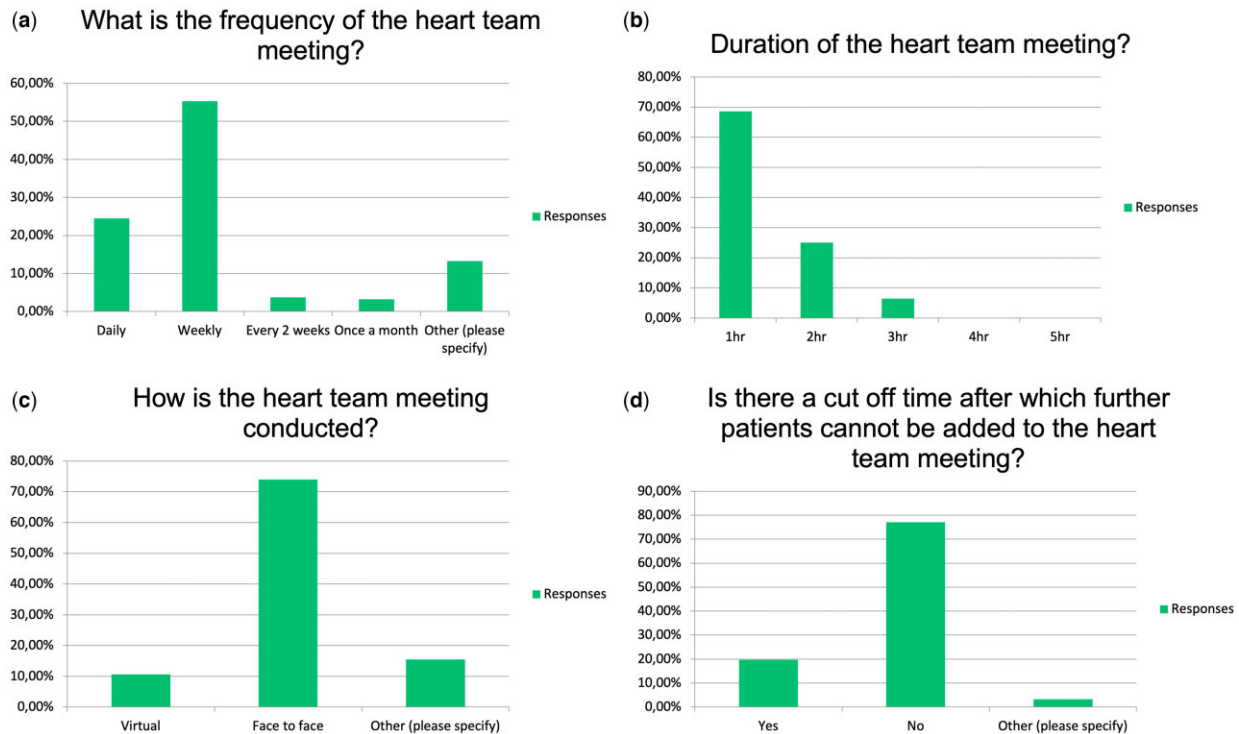 (a) What is the frequency of the heart team
meeting?
60,00%
50,00%
40,00%
30,00%
20,00%
10,00%
0,00%
Daily Weekly Every 2 weeks Once a month Other (please
specify)
Responses
(b)
Duration of the heart team meeting?
80,00%
70,00%
60,00%
50,00%
40,00%
30,00%
20,00%
10,00%
0,00%
1hr 2hr 3hr 4hr 5hr
Responses
(c) How is the heart team meeting
conducted?
80,00%
70,00%
60,00%
50,00%
40,00%
30,00%
20,00%
10,00%
0,00%
Virtual Face to face Other (please specify)
Responses
(d) Is there a cut off time after which further
patients cannot be added to the heart
team meeting?
90,00%
80,00%
70,00%
60,00%
50,00%
40,00%
30,00%
20,00%
10,00%
0,00%
Yes No Other (please specify)
Responses